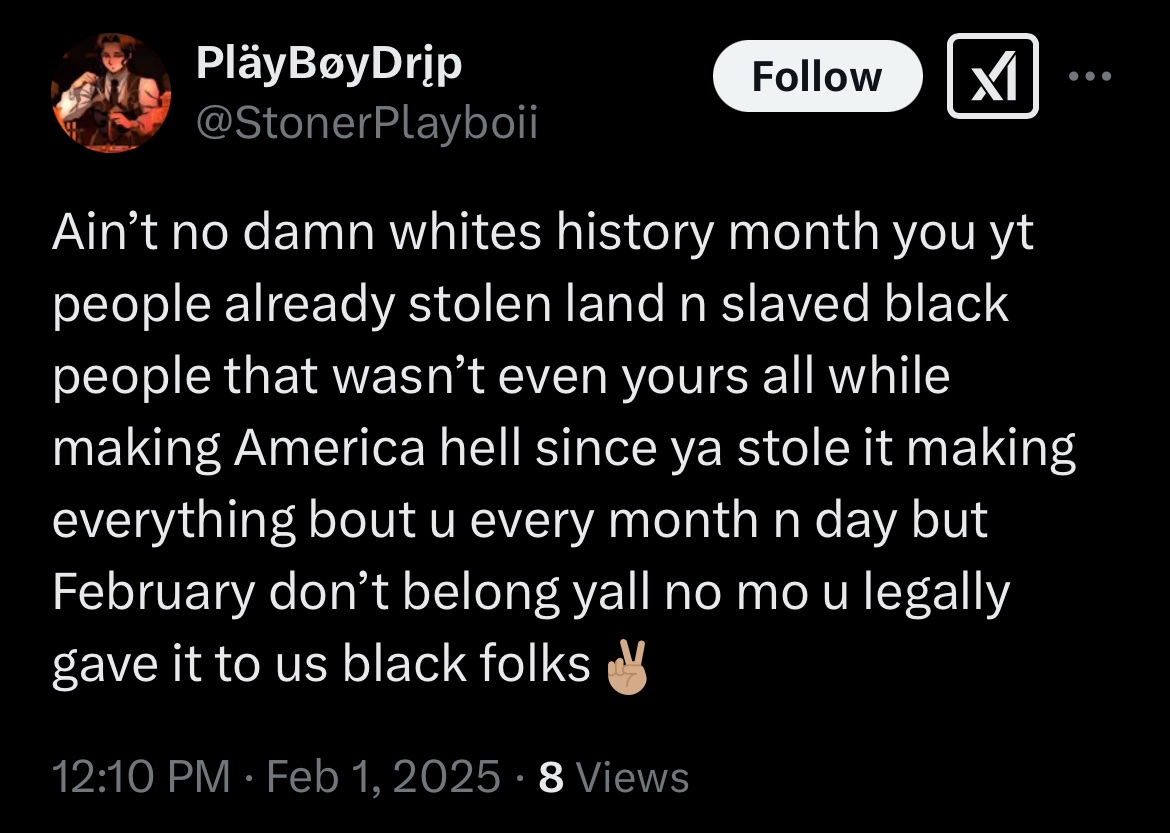 PläyBøyDrįp
@StonerPlayboii
Follow
Ain’t no damn whites history month you yt
people already stolen land n slaved black
people that wasn’t even yours all while
making America hell since ya stole it making
everything bout u every month n day but
February don’t belong yall no mo u legally
gave it to us black folks ✌🏽
12:10 PM · Feb 1, 2025 · 8 Views